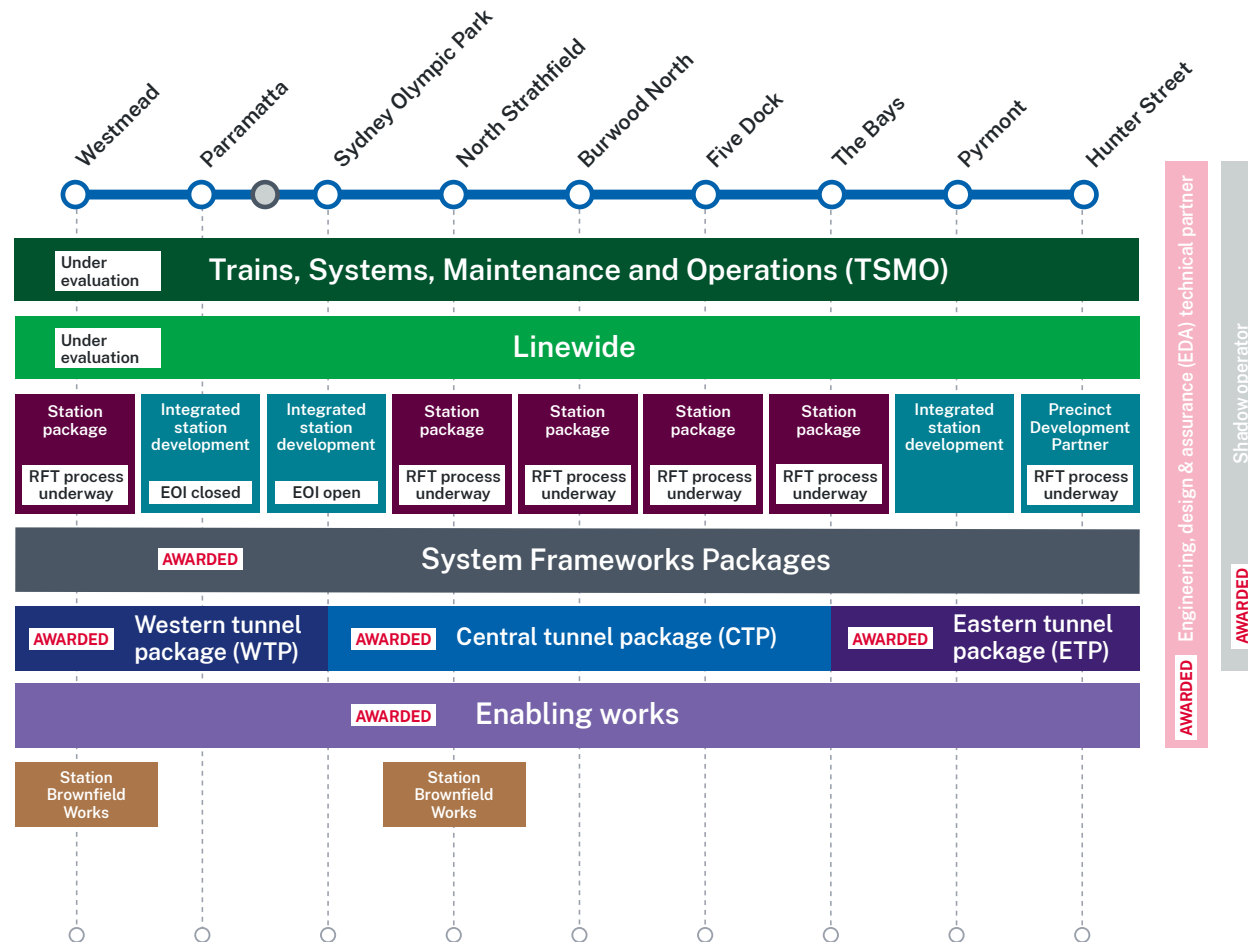 Westmead
Parramatta
Sydney Olympic Park
North Strathfield
Burwood North
Five Dock
The Bays
Pyrmont
Hunter Street
Under
evaluation
Trains, Systems, Maintenance and Operations (TSMO)
Under
evaluation
Linewide
Station
package
RFT process
underway
Integrated
station
development
EOI closed
Integrated
station
development
EOI open
Station
package
RFT process
underway
Station
package
RFT process
underway
Station
package
RFT process
underway
Station
package
RFT process
underway
Integrated
station
development
Precinct
Development
Partner
RFT process
underway
AWARDED
System Frameworks Packages
AWARDED
Western tunnel
package (WTP)
AWARDED
Central tunnel package (CTP)
AWARDED
Eastern tunnel
package (ETP)
AWARDED
Enabling works
Station
Brownfield
Works
Station
Brownfield
Works
AWARDED
Engineering, design & assurance (EDA) technical partner
AWARDED
Shadow operator